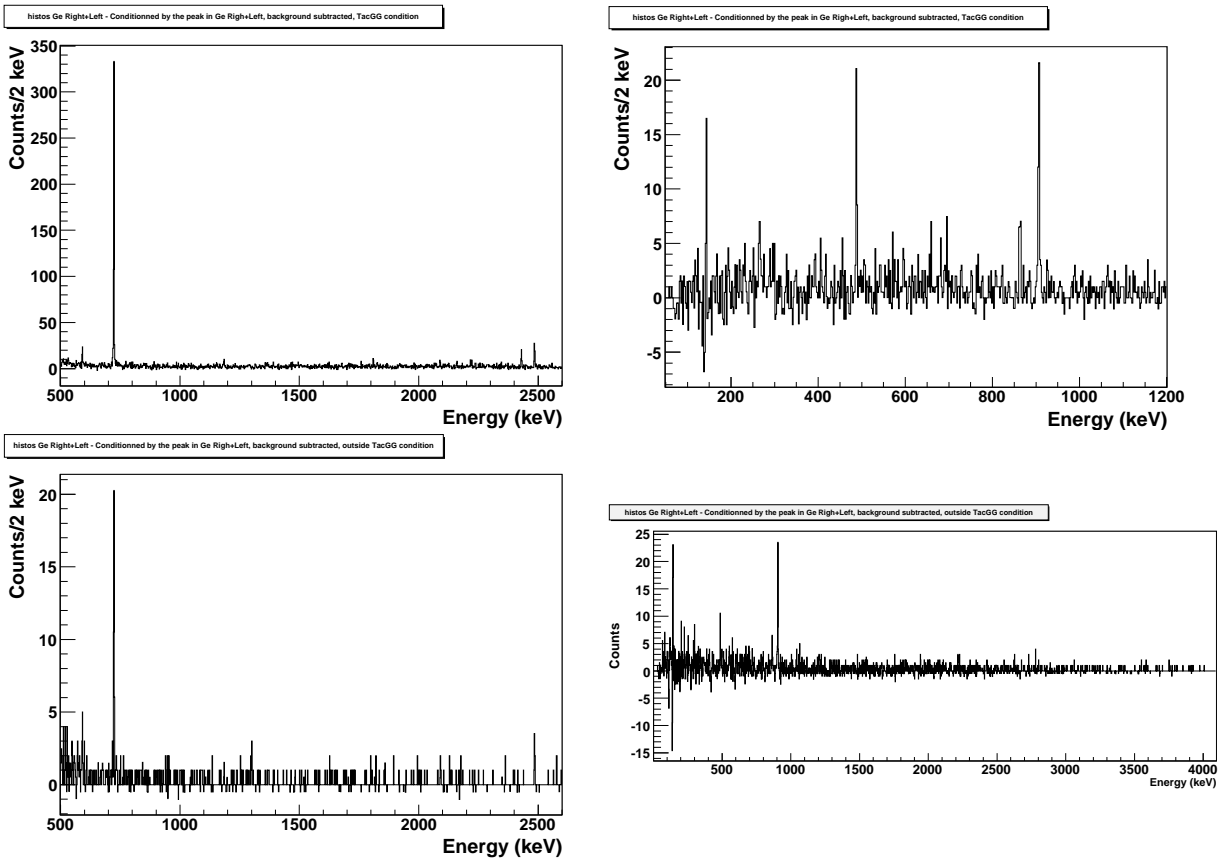 histos Ge Right+Left - Conditionned by the peak in Ge Righ+Left, background subtracted, TacGG condition
Counts/2 keV
350
300
250
200
150
100
50
0
500 1000 1500 2000 2500
Energy (keV)
histos Ge Right+Left - Conditionned by the peak in Ge Righ+Left, background subtracted, TacGG condition
Counts/2 keV
20
15
10
5
0
-5
200 400 600 800 1000 1200
Energy (keV)
histos Ge Right+Left - Conditionned by the peak in Ge Righ+Left, background subtracted, outside TacGG condition
Counts/2 keV
20
15
10
5
0
500 1000 1500 2000 2500
Energy (keV)
histos Ge Right+Left - Conditionned by the peak in Ge Righ+Left, background subtracted, outside TacGG condition
Counts
25
20
15
10
5
0
-5
-10
-15
500 1000 1500 2000 2500 3000 3500 4000
Energy (keV)